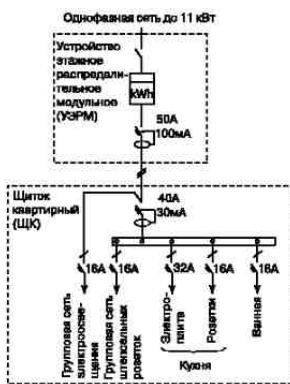 Однофазная сеть до 11 кВт
Устройство
этажное
распредели-
тельное
модульное
(УЭРМ)
kWh
50А
100мА
Щиток
квартирный
(ЩК)
40А
30мА
16А
16А
32А
16А
16А
Групповая сеть
электроосве-
щения
Групповая сеть
штепсельных
розеток
Электро-
плита
Розетки
Ванная
Кухня